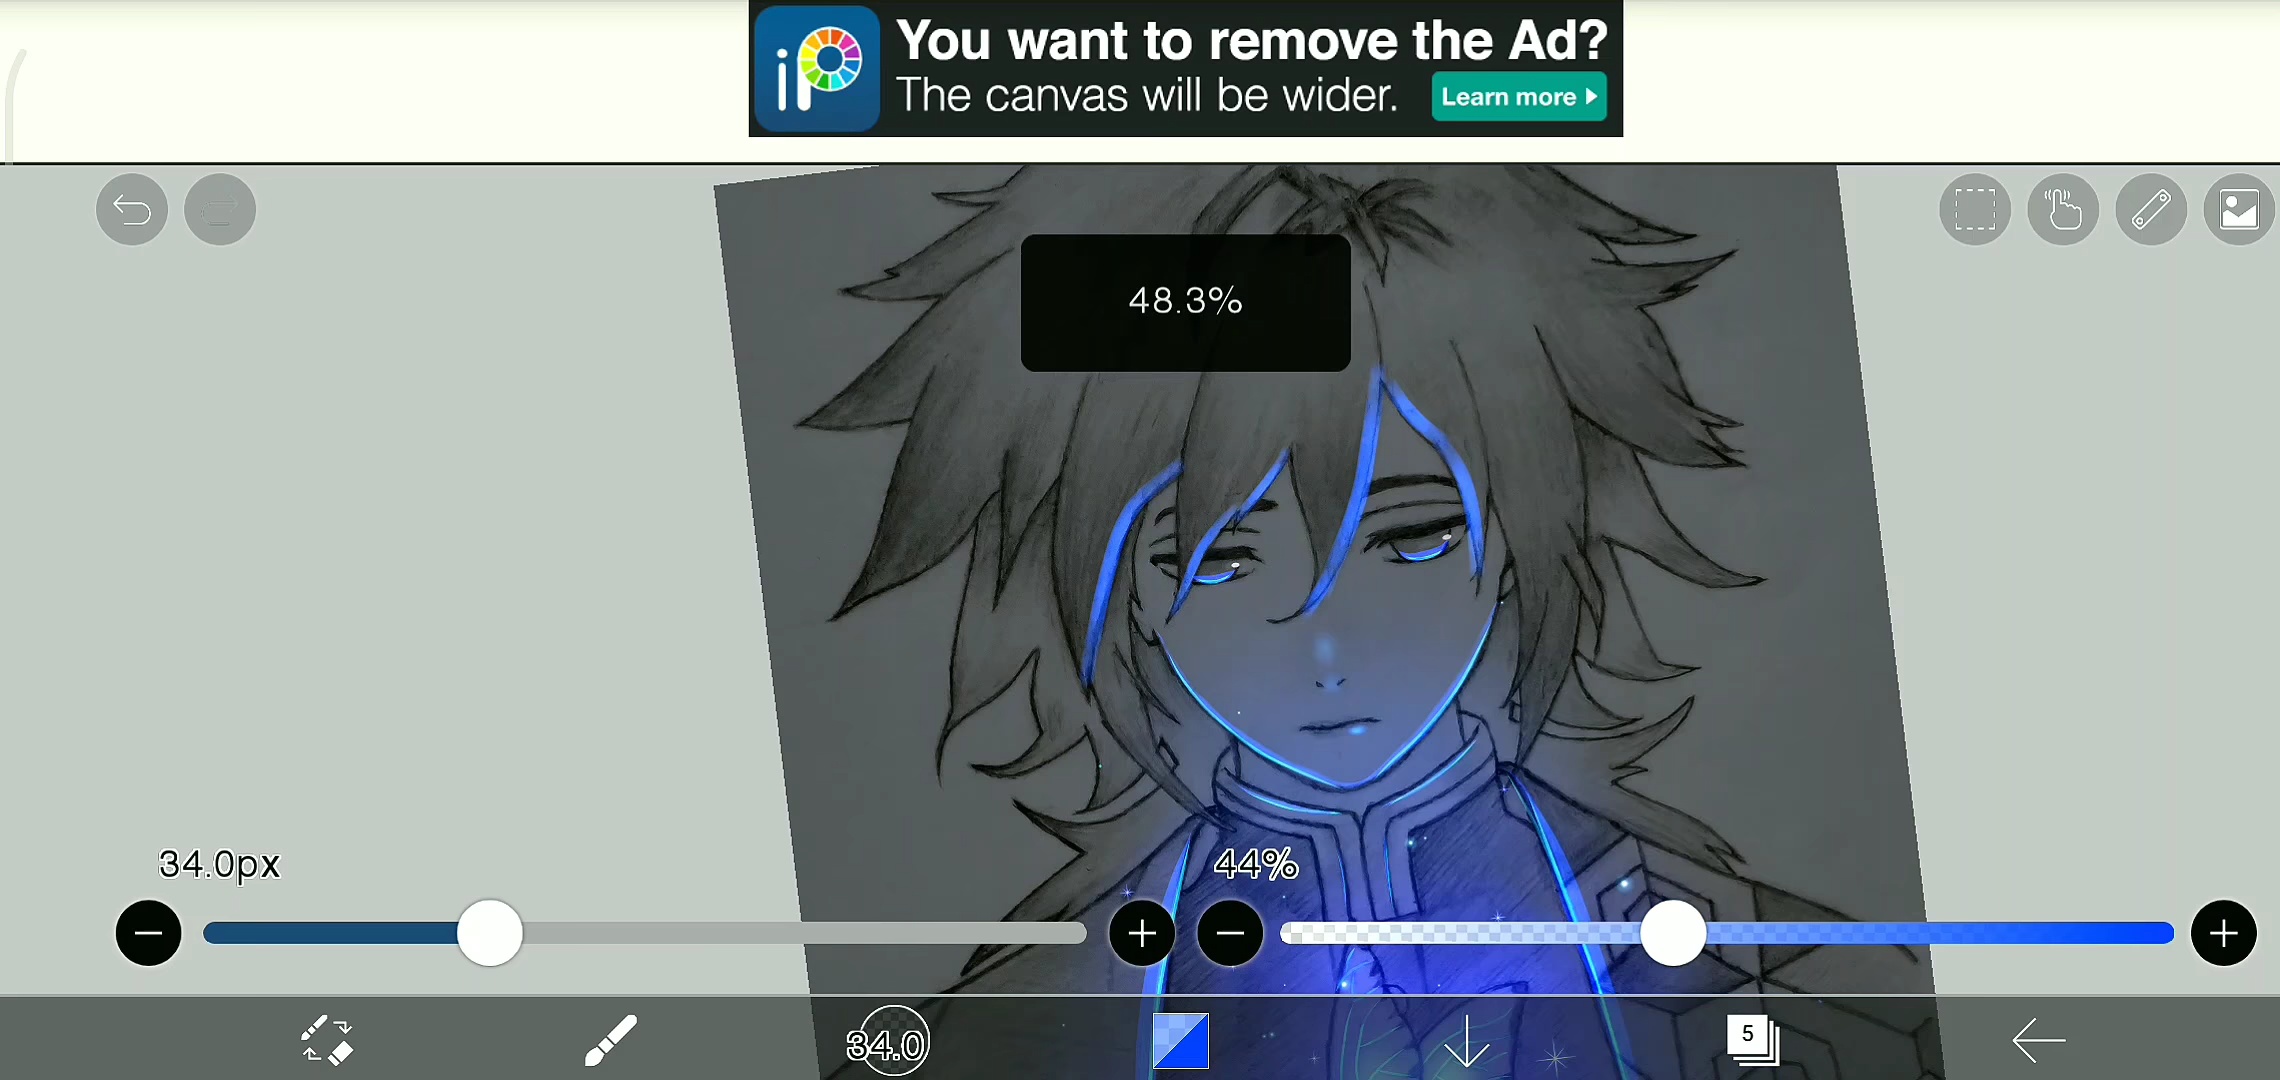 iP
You want to remove the Ad?
The canvas will be wider.
Learn more
48.3%
34.0px
44%
34.0
5